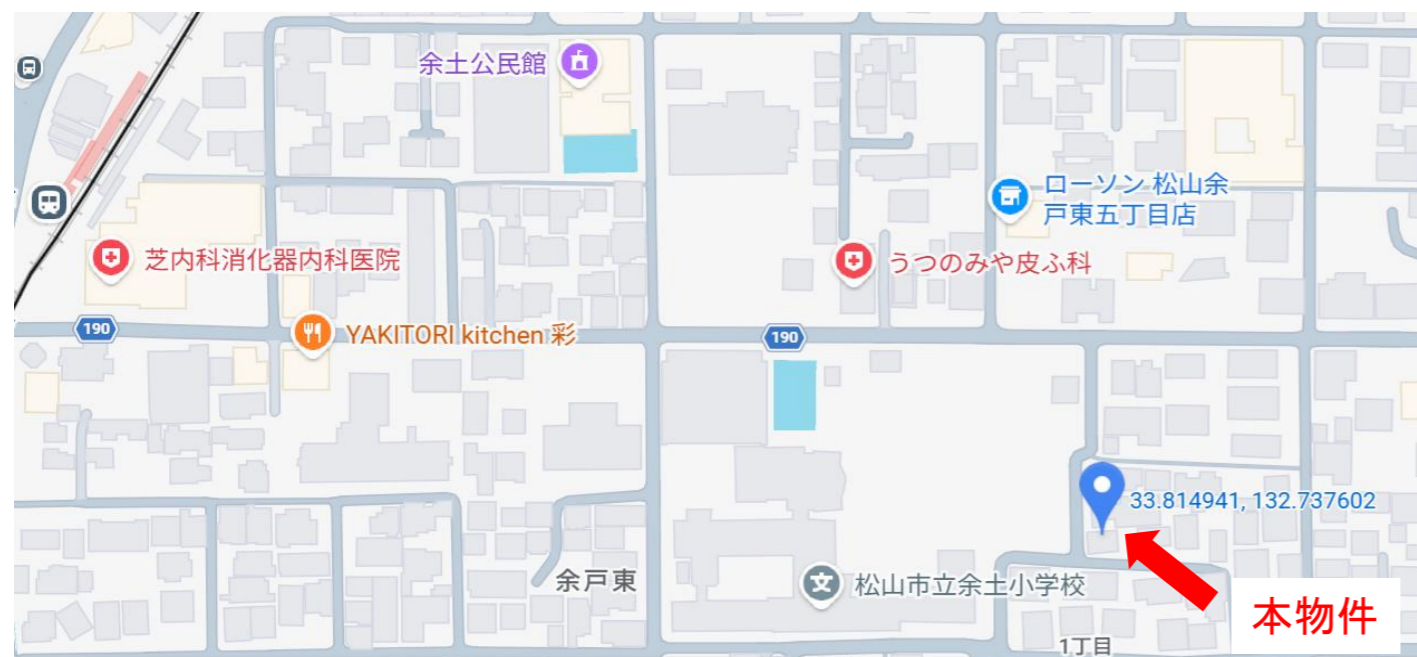 余土公民館
ローソン 松山余
戸東五丁目店
芝内科消化器内科医院
うつのみや皮ふ科
190
YAKITORI kitchen 彩
190
33.814941, 132.737602
余戸東
文
松山市立余土小学校
本物件
1丁目